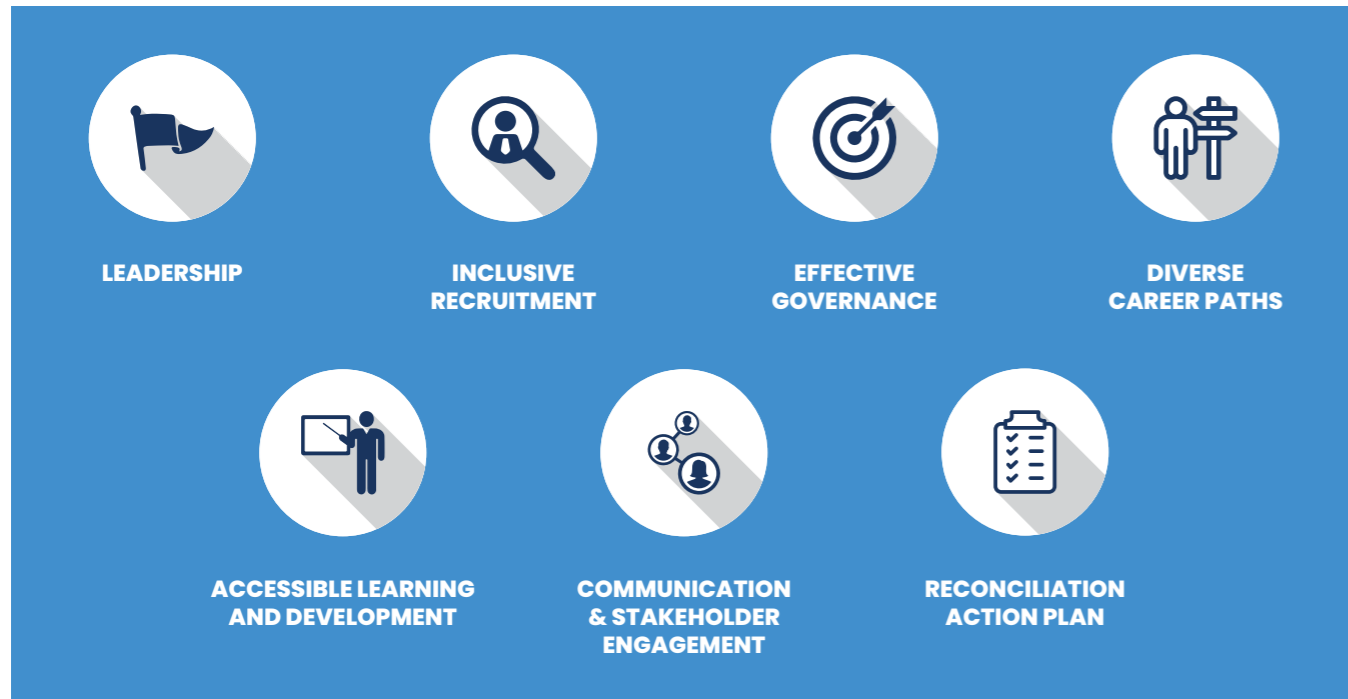 LEADERSHIP
INCLUSIVE
RECRUITMENT
EFFECTIVE
GOVERNANCE
DIVERSE
CAREER PATHS
ACCESSIBLE LEARNING
AND DEVELOPMENT
COMMUNICATION
& STAKEHOLDER
ENGAGEMENT
RECONCILIATION
ACTION PLAN